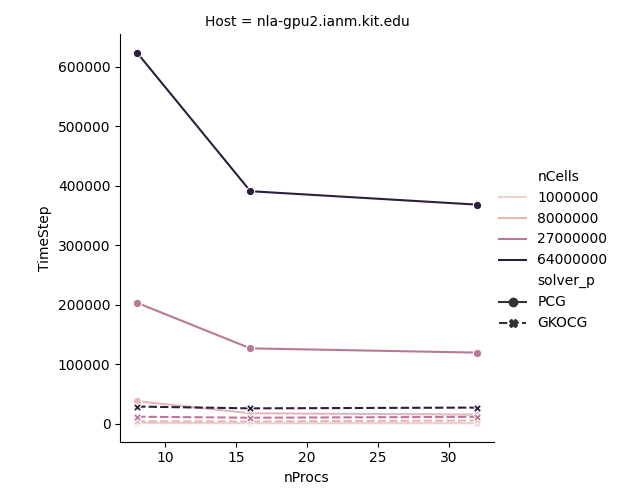 Host = nla-gpu2.ianm.kit.edu
600000
500000
400000
300000
200000
100000
0
TimeStep
10
15
20
25
30
nProcs
nCells
1000000
8000000
27000000
64000000
solver_p
PCG
GKOCG